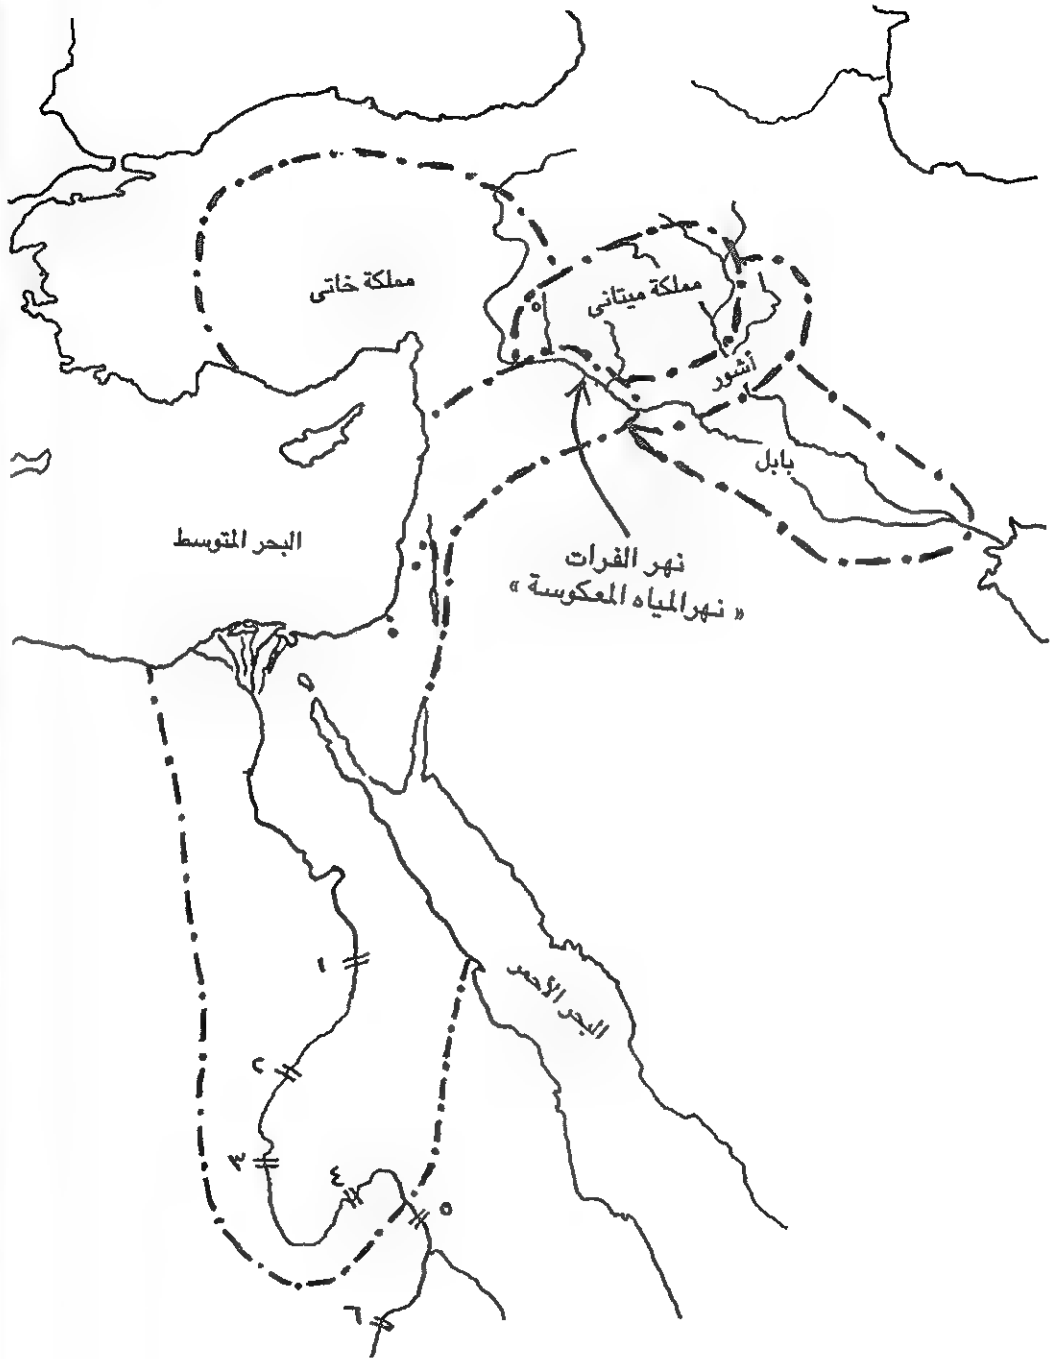 مملكة خاتى
مملكة ميتانى
أشور
بابل
البحر المتوسط
نهر الفرات
« نهر المياه المعكوسة »
البحر الأحمر
١
٢
٣
٤
٥
٦